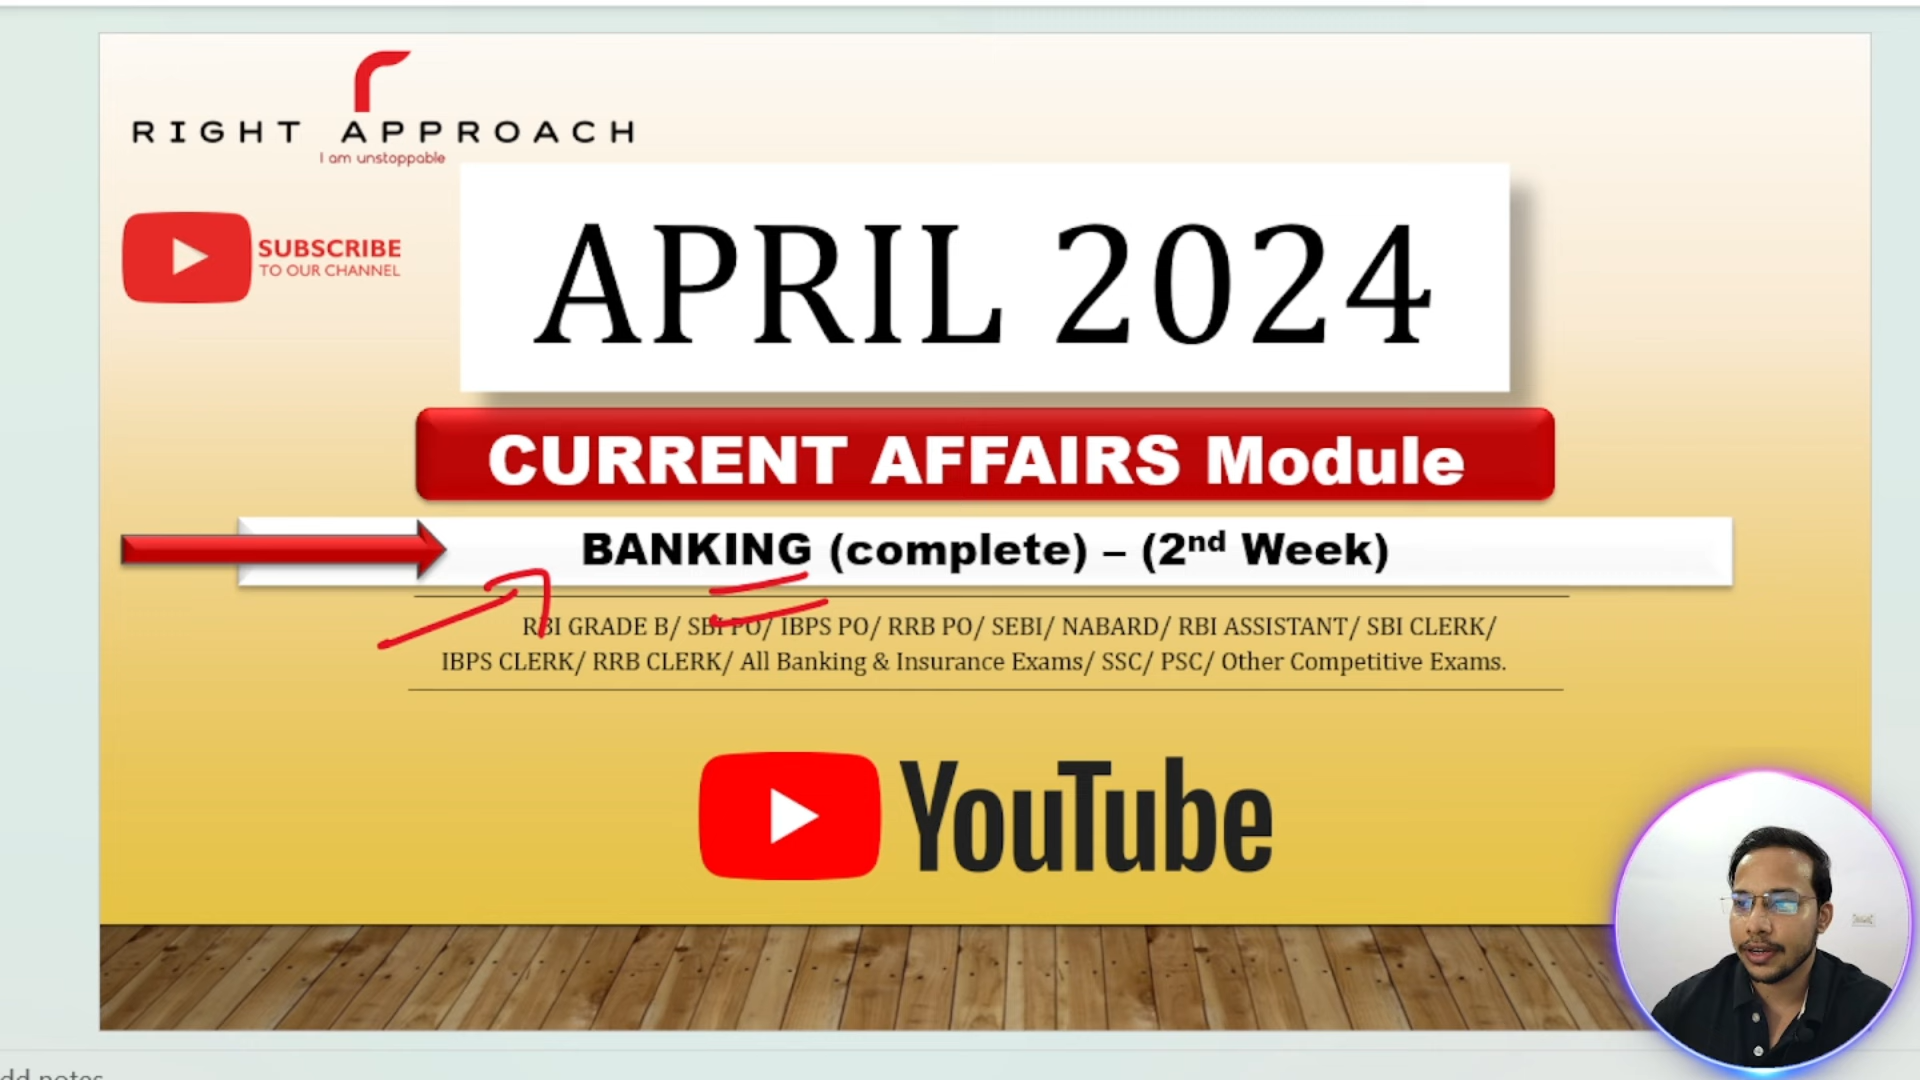 RIGHT APPROACH
I am unstoppable
SUBSCRIBE
TO OUR CHANNEL
APRIL 2024
CURRENT AFFAIRS Module
BANKING (complete) – (2nd Week)
RBI GRADE B/ SBI PO/ IBPS PO/ RRB PO/ SEBI/ NABARD/ RBI ASSISTANT/ SBI CLERK/
IBPS CLERK/ RRB CLERK/ All Banking & Insurance Exams/ SSC/ PSC/ Other Competitive Exams.
YouTube
notes